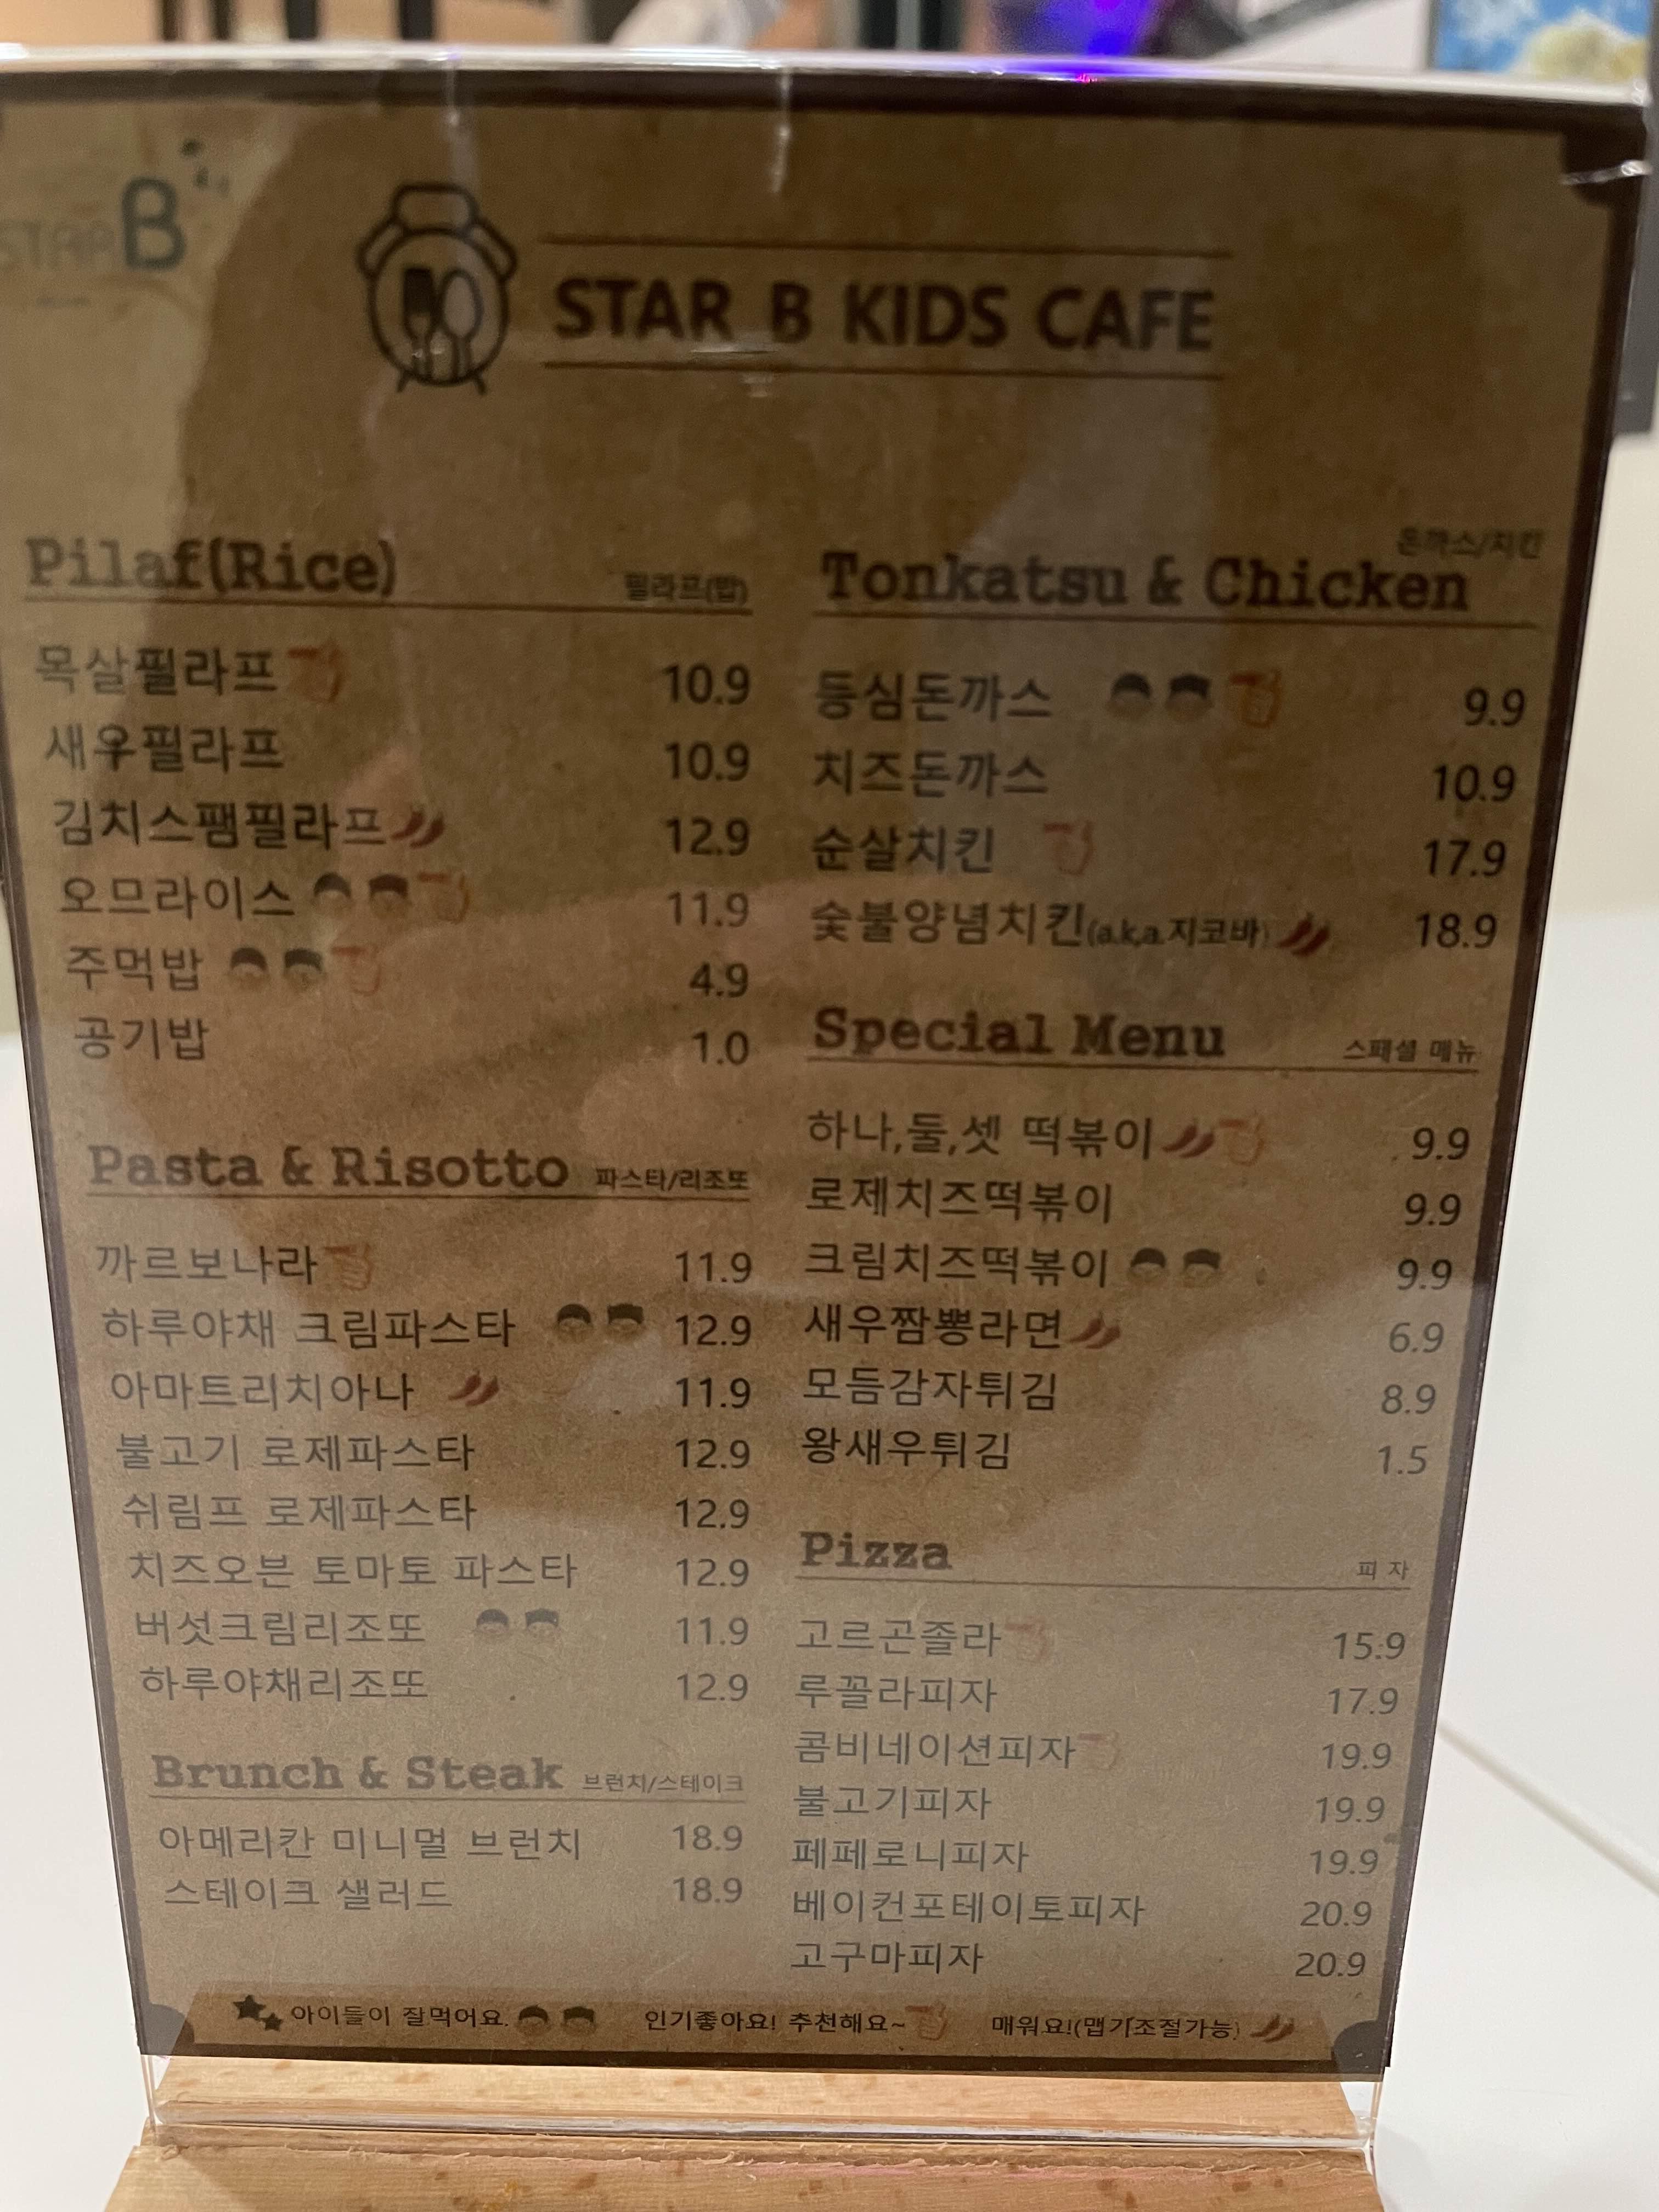 STAR B
STAR B KIDS CAFE
Pilaf(Rice) 필라프(밥)
목살필라프 10.9
새우필라프 10.9
김치스팸필라프 12.9
오므라이스 11.9
주먹밥 4.9
공기밥 1.0
Pasta & Risotto 파스타/리조또
까르보나라 11.9
하루야채 크림파스타 12.9
아마트리치아나 11.9
불고기 로제파스타 12.9
쉬림프 로제파스타 12.9
치즈오븐 토마토 파스타 12.9
버섯크림리조또 11.9
하루야채리조또 12.9
Brunch & Steak 브런치/스테이크
아메리칸 미니멀 브런치 18.9
스테이크 샐러드 18.9
돈까스/치킨
Tonkatsu & Chicken
등심돈까스 9.9
치즈돈까스 10.9
순살치킨 17.9
숯불양념치킨(a.k.a.지코바) 18.9
Special Menu 스패셜 메뉴
하나,둘,셋 떡볶이 9.9
로제치즈떡볶이 9.9
크림치즈떡볶이 9.9
새우짬뽕라면 6.9
모듬감자튀김 8.9
왕새우튀김 1.5
Pizza 피 자
고르곤졸라 15.9
루꼴라피자 17.9
콤비네이션피자 19.9
불고기피자 19.9
페페로니피자 19.9
베이컨포테이토피자 20.9
고구마피자 20.9
아이들이 잘먹어요. 인기좋아요! 추천해요~ 매워요!(맵기조절가능)